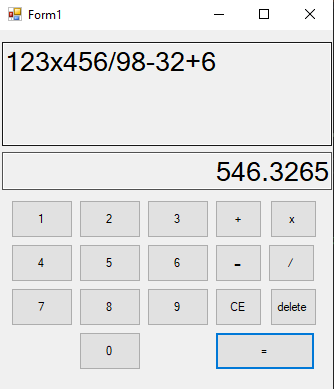 Form1
123x456/98-32+6
546.3265
1 2 3 + x
4 5 6 - /
7 8 9 CE delete
0 =